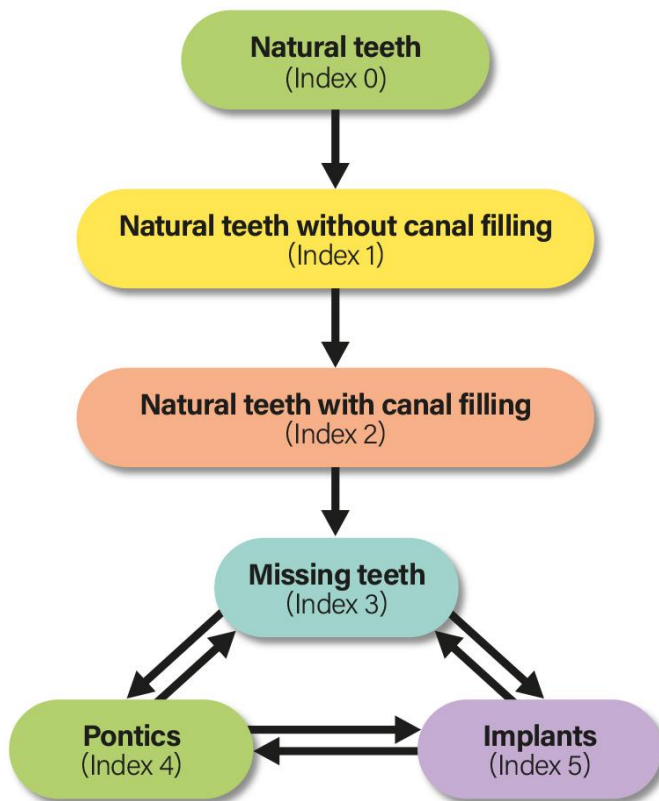 Natural teeth
(Index 0)
Natural teeth without canal filling
(Index 1)
Natural teeth with canal filling
(Index 2)
Missing teeth
(Index 3)
Pontics
(Index 4)
Implants
(Index 5)